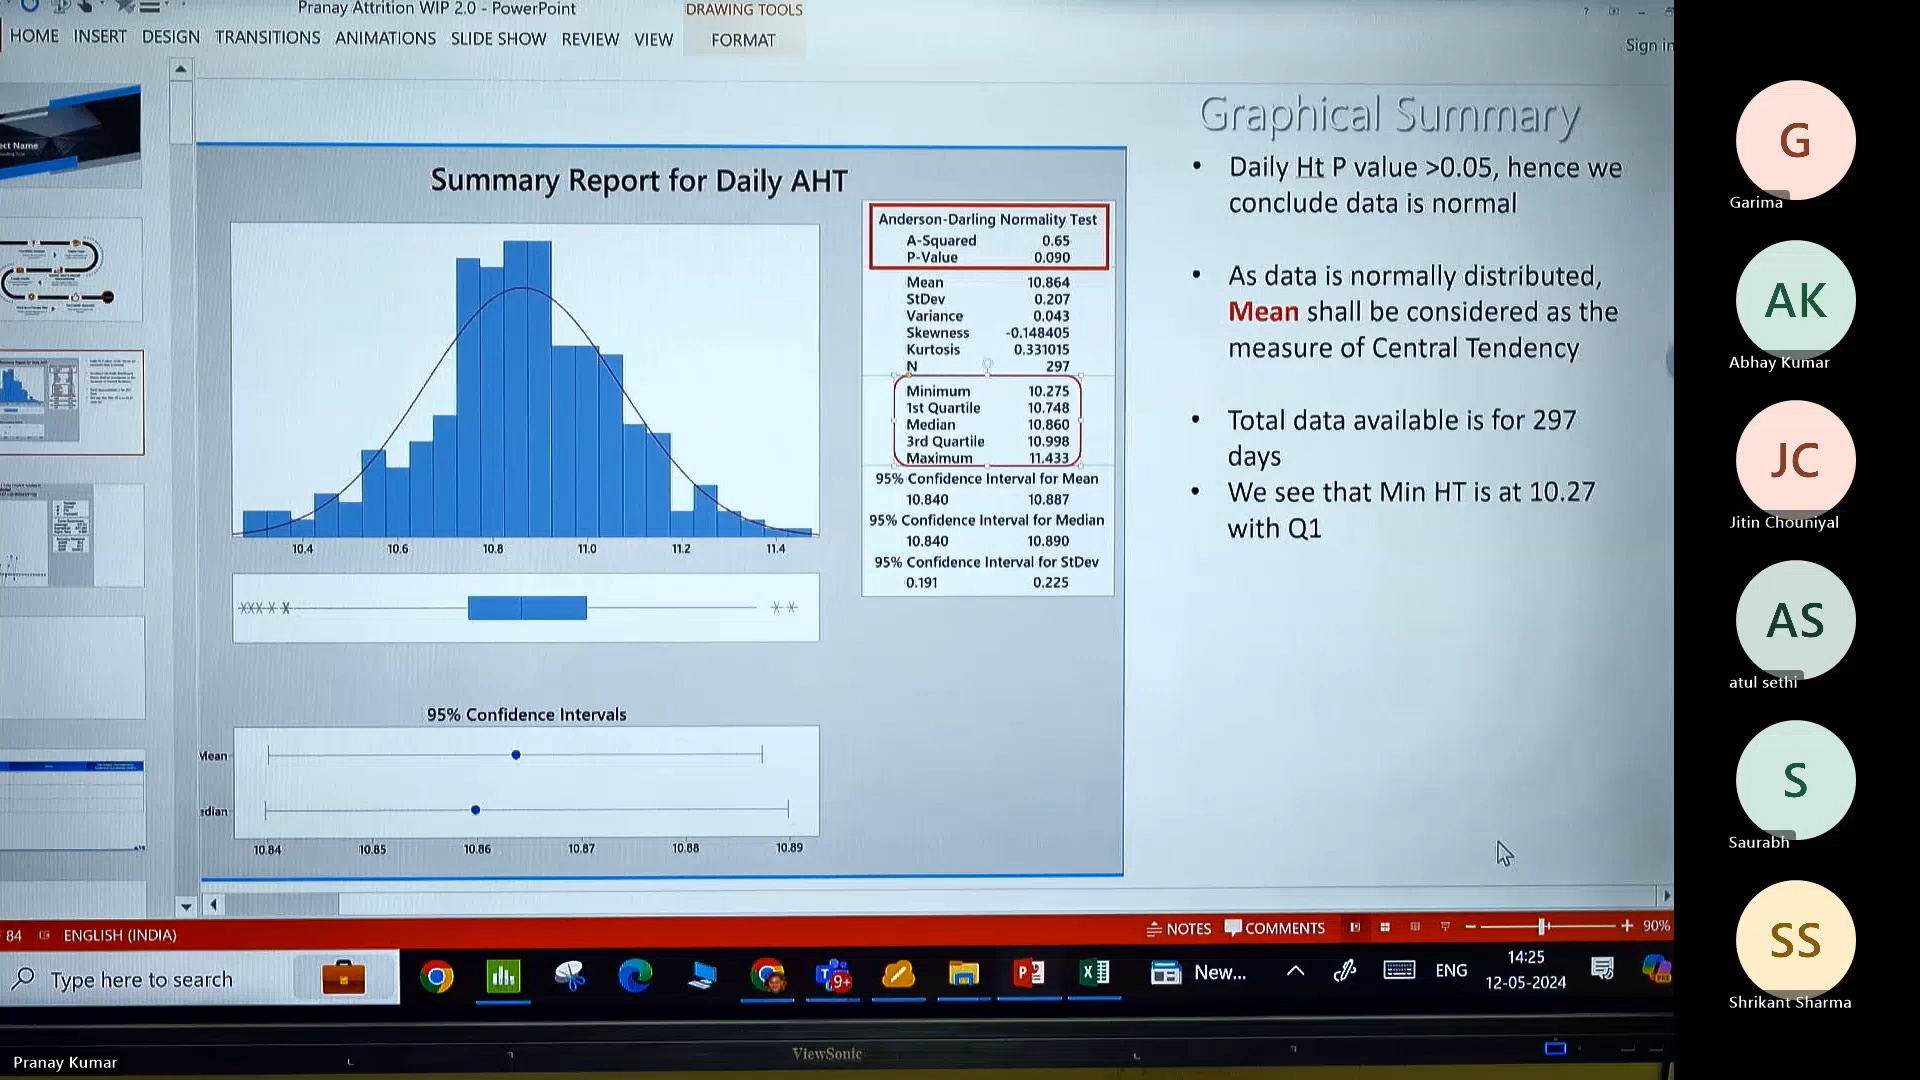 Pranay Attrition WIP 2.0 - PowerPoint
DRAWING TOOLS
?
HOME
INSERT
DESIGN
TRANSITIONS
ANIMATIONS
SLIDE SHOW
REVIEW
VIEW
FORMAT
Sign in
ect Name
Graphical Summary
• Daily Ht P value >0.05, hence we
conclude data is normal
• As data is normally distributed,
Mean shall be considered as the
measure of Central Tendency
• Total data available is for 297
days
• We see that Min HT is at 10.27
with Q1
Summary Report for Daily AHT
Anderson-Darling Normality Test
A-Squared 0.65
P-Value 0.090
Mean 10.864
StDev 0.207
Variance 0.043
Skewness -0.148405
Kurtosis 0.331015
N 297
Minimum 10.275
1st Quartile 10.748
Median 10.860
3rd Quartile 10.998
Maximum 11.433
95% Confidence Interval for Mean
10.840 10.887
95% Confidence Interval for Median
10.840 10.890
95% Confidence Interval for StDev
0.191 0.225
10.4 10.6 10.8 11.0 11.2 11.4
95% Confidence Intervals
Mean
edian
10.84 10.85 10.86 10.87 10.88 10.89
84
ENGLISH (INDIA)
NOTES
COMMENTS
90%
Type here to search
9+
New...
ENG
14:25
12-05-2024
PRE
ViewSonic
Pranay Kumar
G
Garima
AK
Abhay Kumar
JC
Jitin Chouniyal
AS
atul sethi
S
Saurabh
SS
Shrikant Sharma